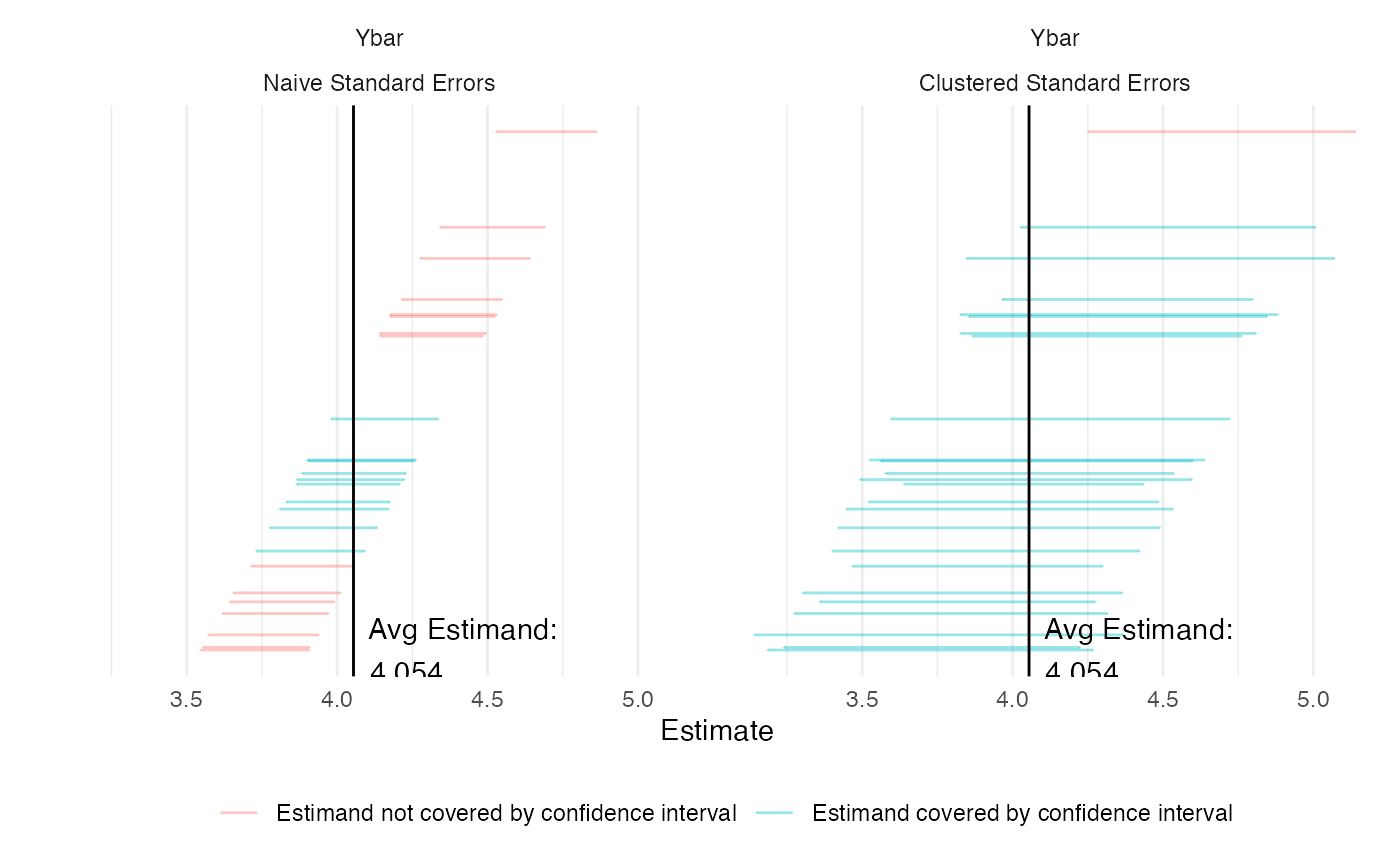 Ybar
Ybar
Naive Standard Errors
Clustered Standard Errors
Avg Estimand:
4.054
Avg Estimand:
4.054
3.5
4.0
4.5
5.0
3.5
4.0
4.5
5.0
Estimate
Estimand not covered by confidence interval
Estimand covered by confidence interval